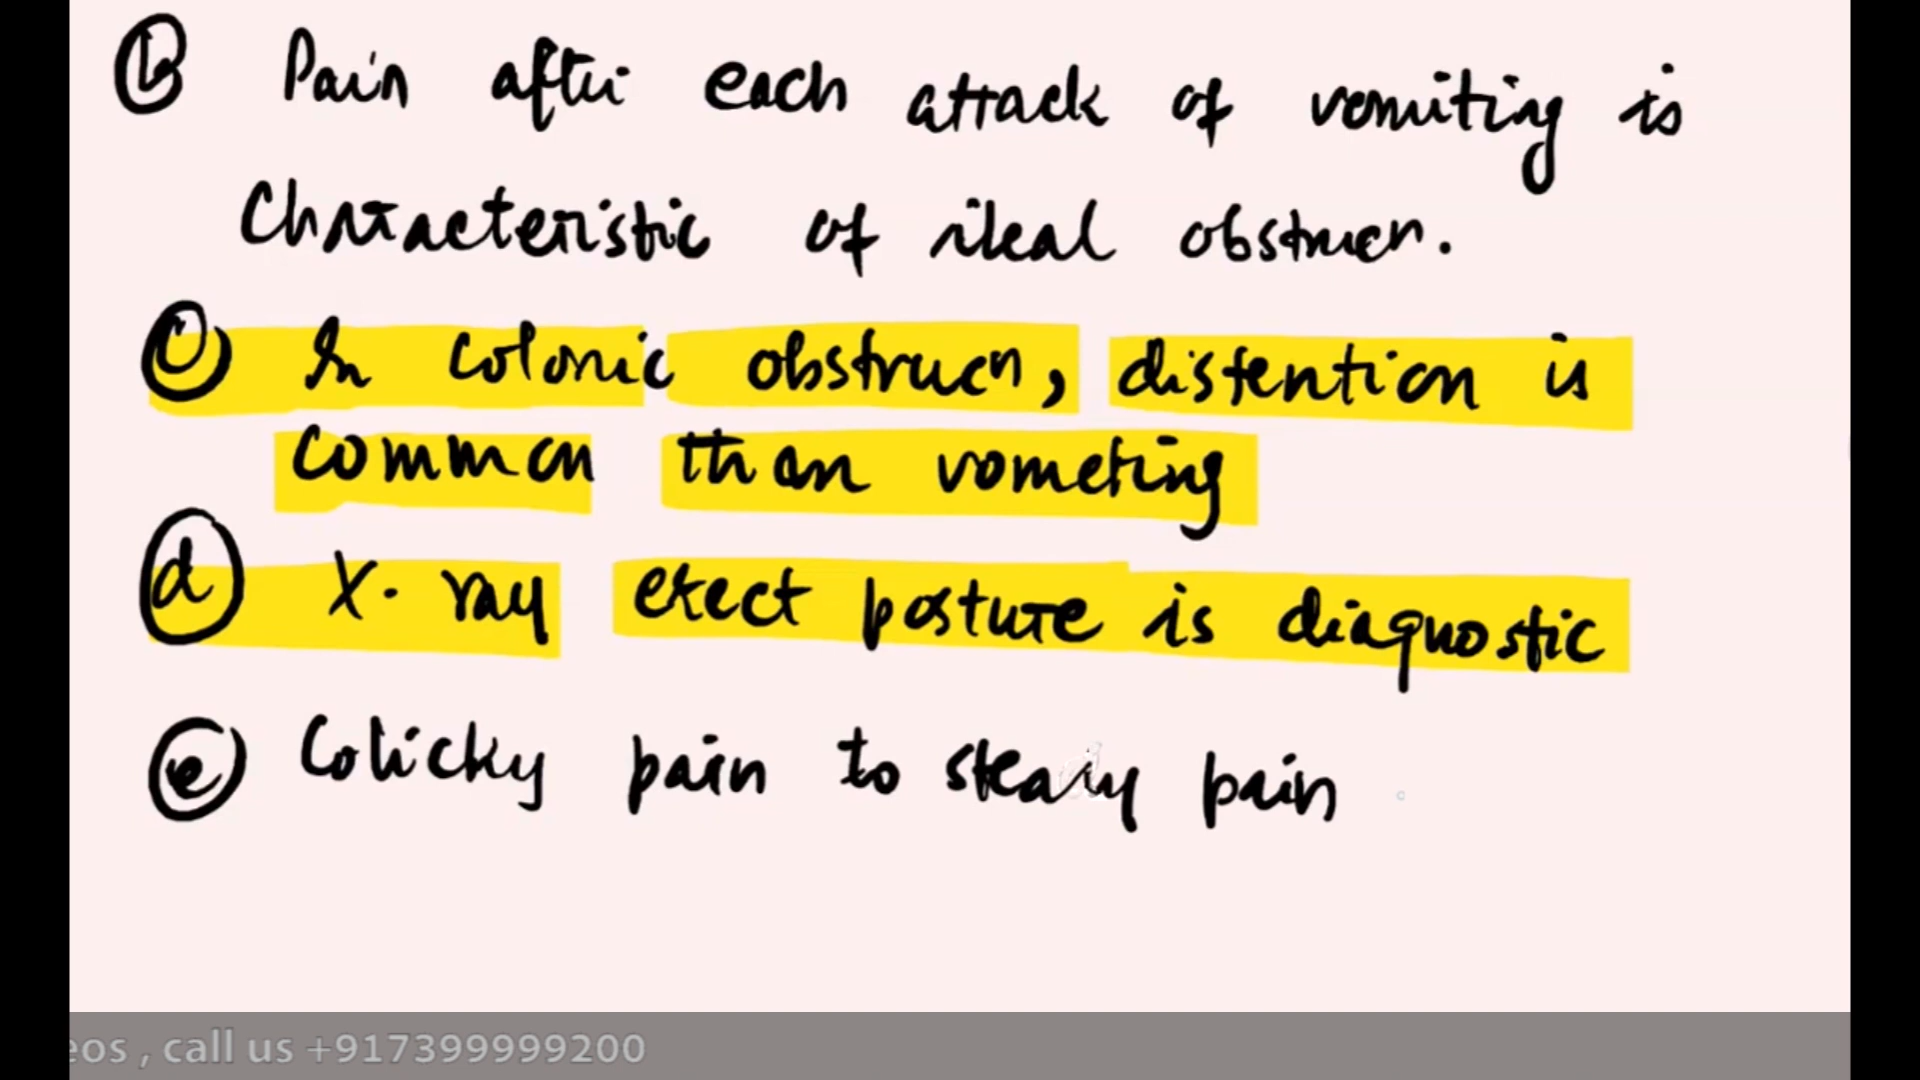 (b) Pain after each attack of vomiting is
Characteristic of ileal obstrucn.
(c) In colonic obstrucn, distention is
common than vometing
(d) X-ray erect posture is diagnostic
(e) Colicky pain to steady pain
eos , call us +917399999200